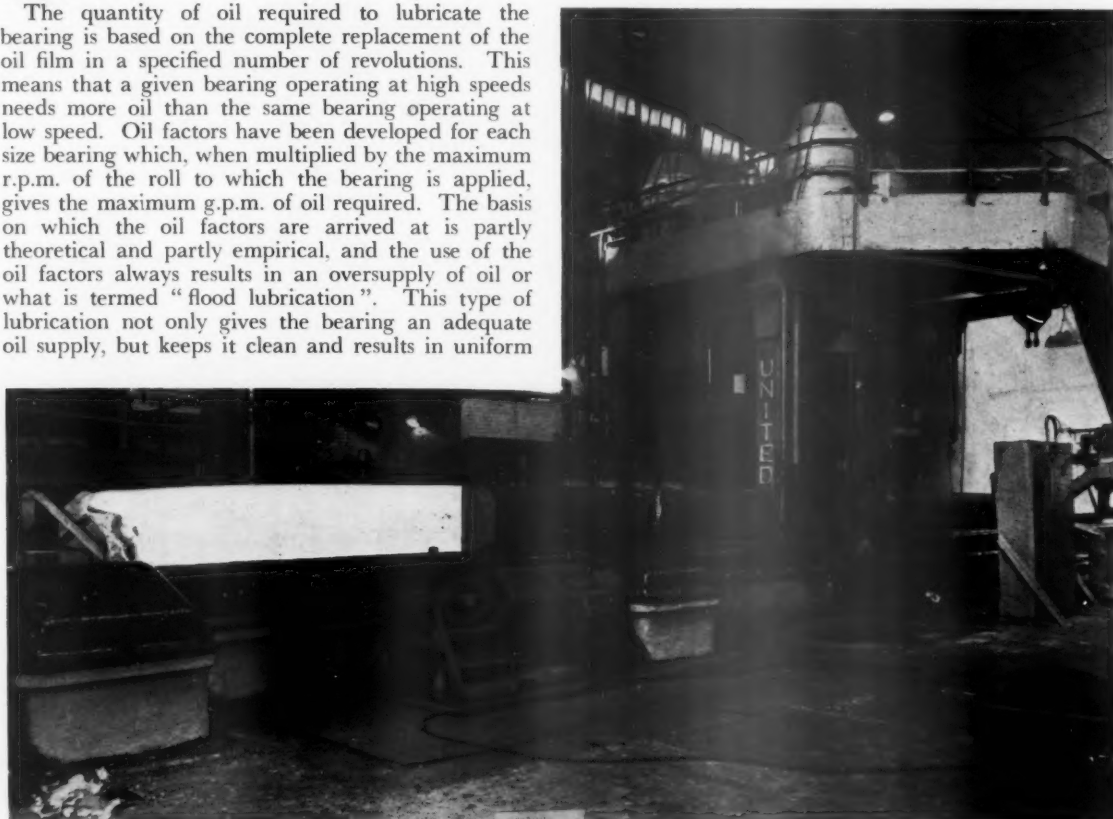 The quantity of oil required to lubricate the
bearing is based on the complete replacement of the
oil film in a specified number of revolutions. This
means that a given bearing operating at high speeds
needs more oil than the same bearing operating at
low speed. Oil factors have been developed for each
size bearing which, when multiplied by the maximum
r.p.m. of the roll to which the bearing is applied,
gives the maximum g.p.m. of oil required. The basis
on which the oil factors are arrived at is partly
theoretical and partly empirical, and the use of the
oil factors always results in an oversupply of oil or
what is termed “ flood lubrication ”. This type of
lubrication not only gives the bearing an adequate
oil supply, but keeps it clean and results in uniform
UNITED